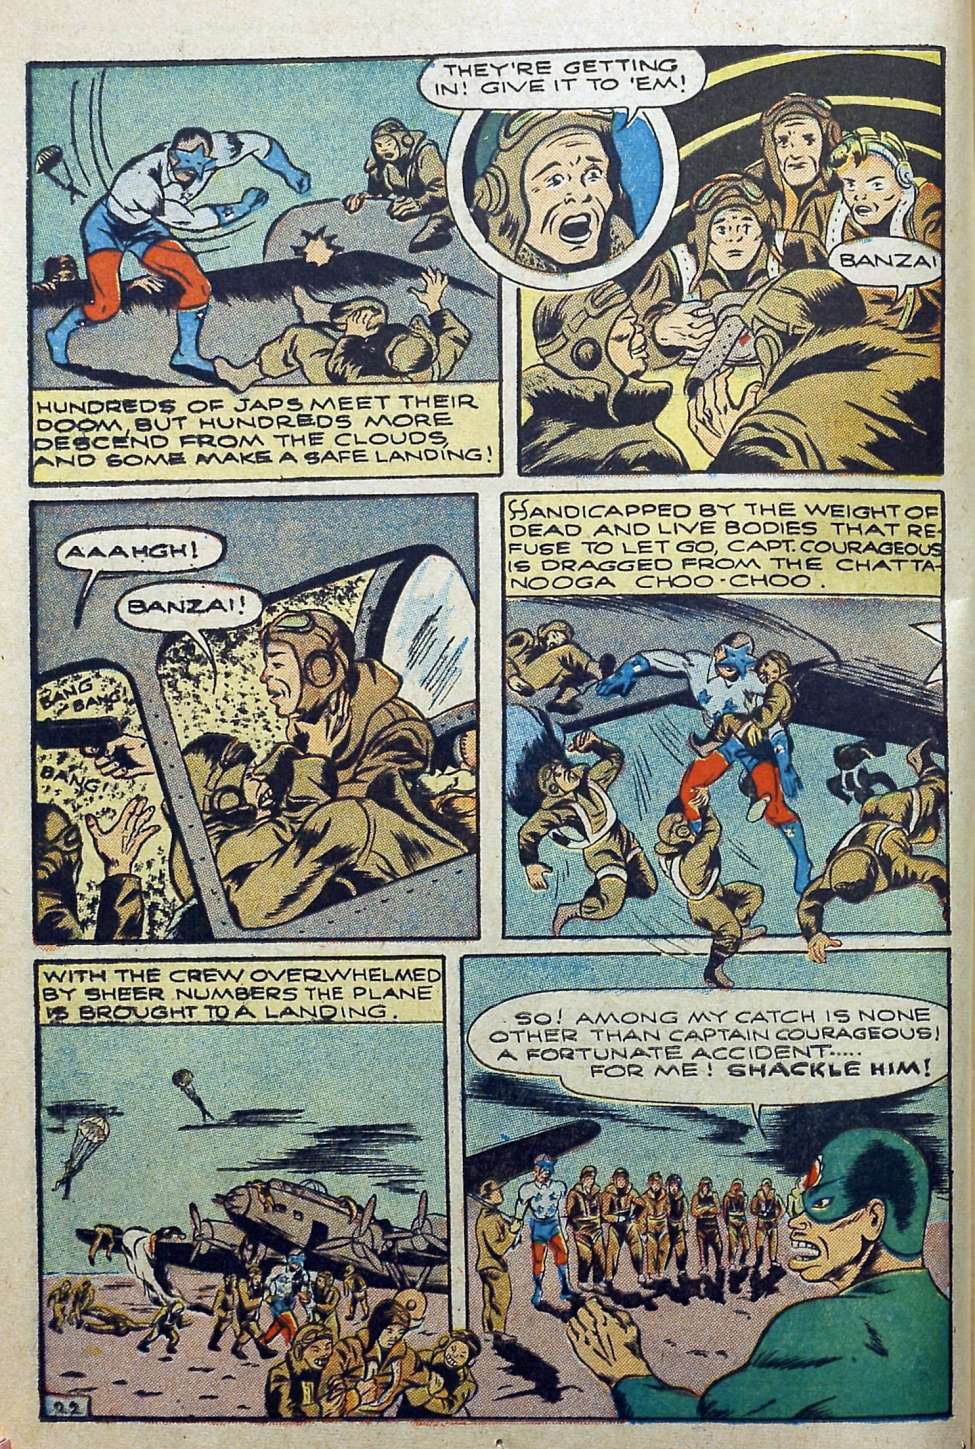 THEY'RE GETTING
IN! GIVE IT TO 'EM!
HUNDREDS OF JAPS MEET THEIR
DOOM, BUT HUNDREDS MORE
DESCEND FROM THE CLOUDS,
AND SOME MAKE A SAFE LANDING!
BANZAI
AAAHGH!
BANZAI!
BANG
BANG
BANG!
HANDICAPPED BY THE WEIGHT OF
DEAD AND LIVE BODIES THAT RE-
FUSE TO LET GO, CAPT. COURAGEOUS
IS DRAGGED FROM THE CHATTA-
NOOGA CHOO-CHOO.
WITH THE CREW OVERWHELMED
BY SHEER NUMBERS THE PLANE
IS BROUGHT TO A LANDING.
SO! AMONG MY CATCH IS NONE
OTHER THAN CAPTAIN COURAGEOUS!
A FORTUNATE ACCIDENT.....
FOR ME! SHACKLE HIM!
22